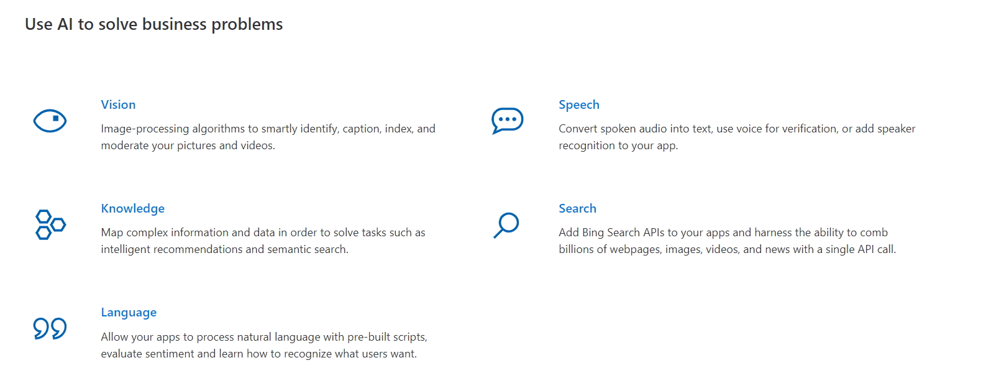 Use AI to solve business problems
Vision
Image-processing algorithms to smartly identify, caption, index, and
moderate your pictures and videos.
Speech
Convert spoken audio into text, use voice for verification, or add speaker
recognition to your app.
Knowledge
Map complex information and data in order to solve tasks such as
intelligent recommendations and semantic search.
Search
Add Bing Search APIs to your apps and harness the ability to comb
billions of webpages, images, videos, and news with a single API call.
Language
Allow your apps to process natural language with pre-built scripts,
evaluate sentiment and learn how to recognize what users want.